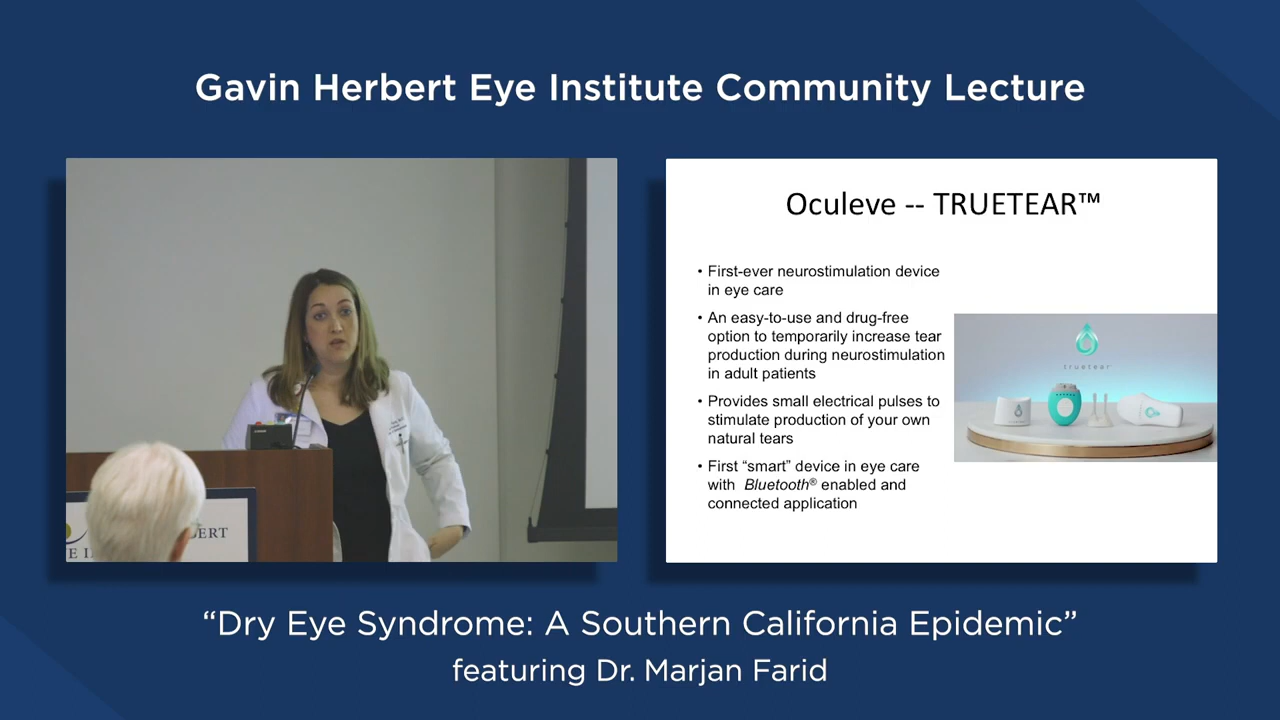 Gavin Herbert Eye Institute Community Lecture
Oculeve -- TRUETEAR™
• First-ever neurostimulation device
in eye care
• An easy-to-use and drug-free
option to temporarily increase tear
production during neurostimulation
in adult patients
• Provides small electrical pulses to
stimulate production of your own
natural tears
• First “smart” device in eye care
with Bluetooth® enabled and
connected application
truetear
ERT
“Dry Eye Syndrome: A Southern California Epidemic”
featuring Dr. Marjan Farid